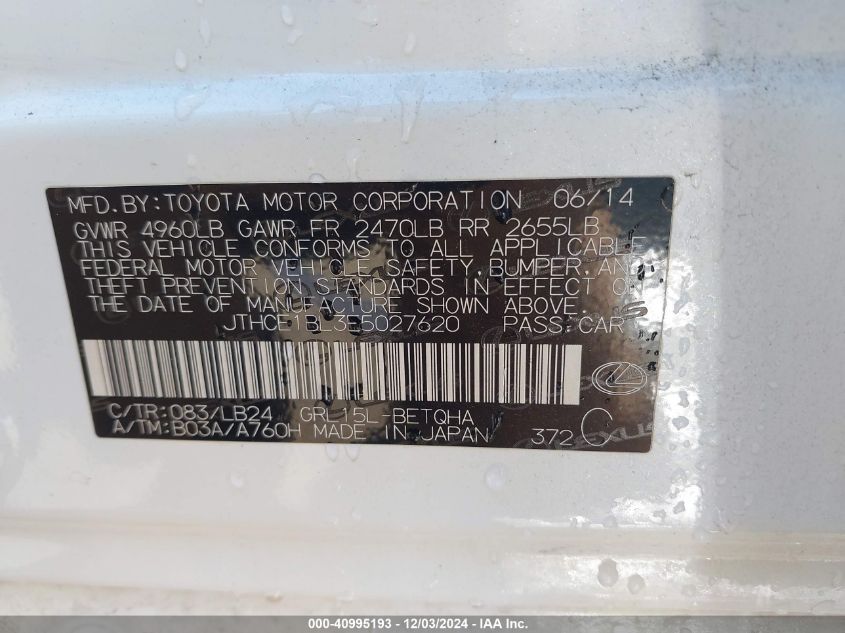 MFD.BY:TOYOTA MOTOR CORPORATION 06/14
GVWR 4960LB GAWR FR 2470LB RR 2655LB
THIS VEHICLE CONFORMS TO ALL APPLICABLE
FEDERAL MOTOR VEHICLE SAFETY,BUMPER,AND
THEFT PREVENTION STANDARDS IN EFFECT ON
THE DATE OF MANUFACTURE SHOWN ABOVE.
JTHCE1BL3E5027620 PASS.CAR
C/TR:083/LB24 GRL15L-BETQHA
A/TM:B03A/A760H MADE IN JAPAN 372 C
000-40995193 - 12/03/2024 - IAA Inc.